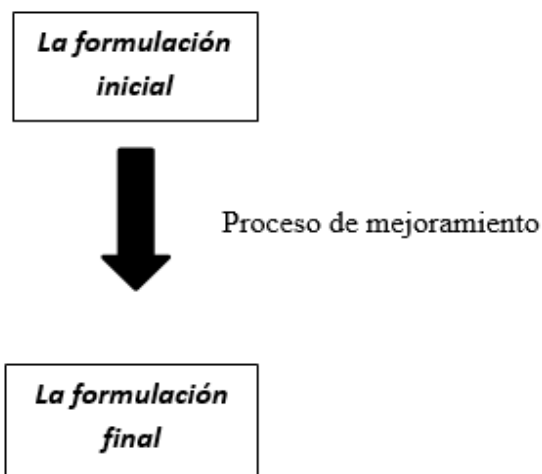 La formulación
inicial
Proceso de mejoramiento
La formulación
final